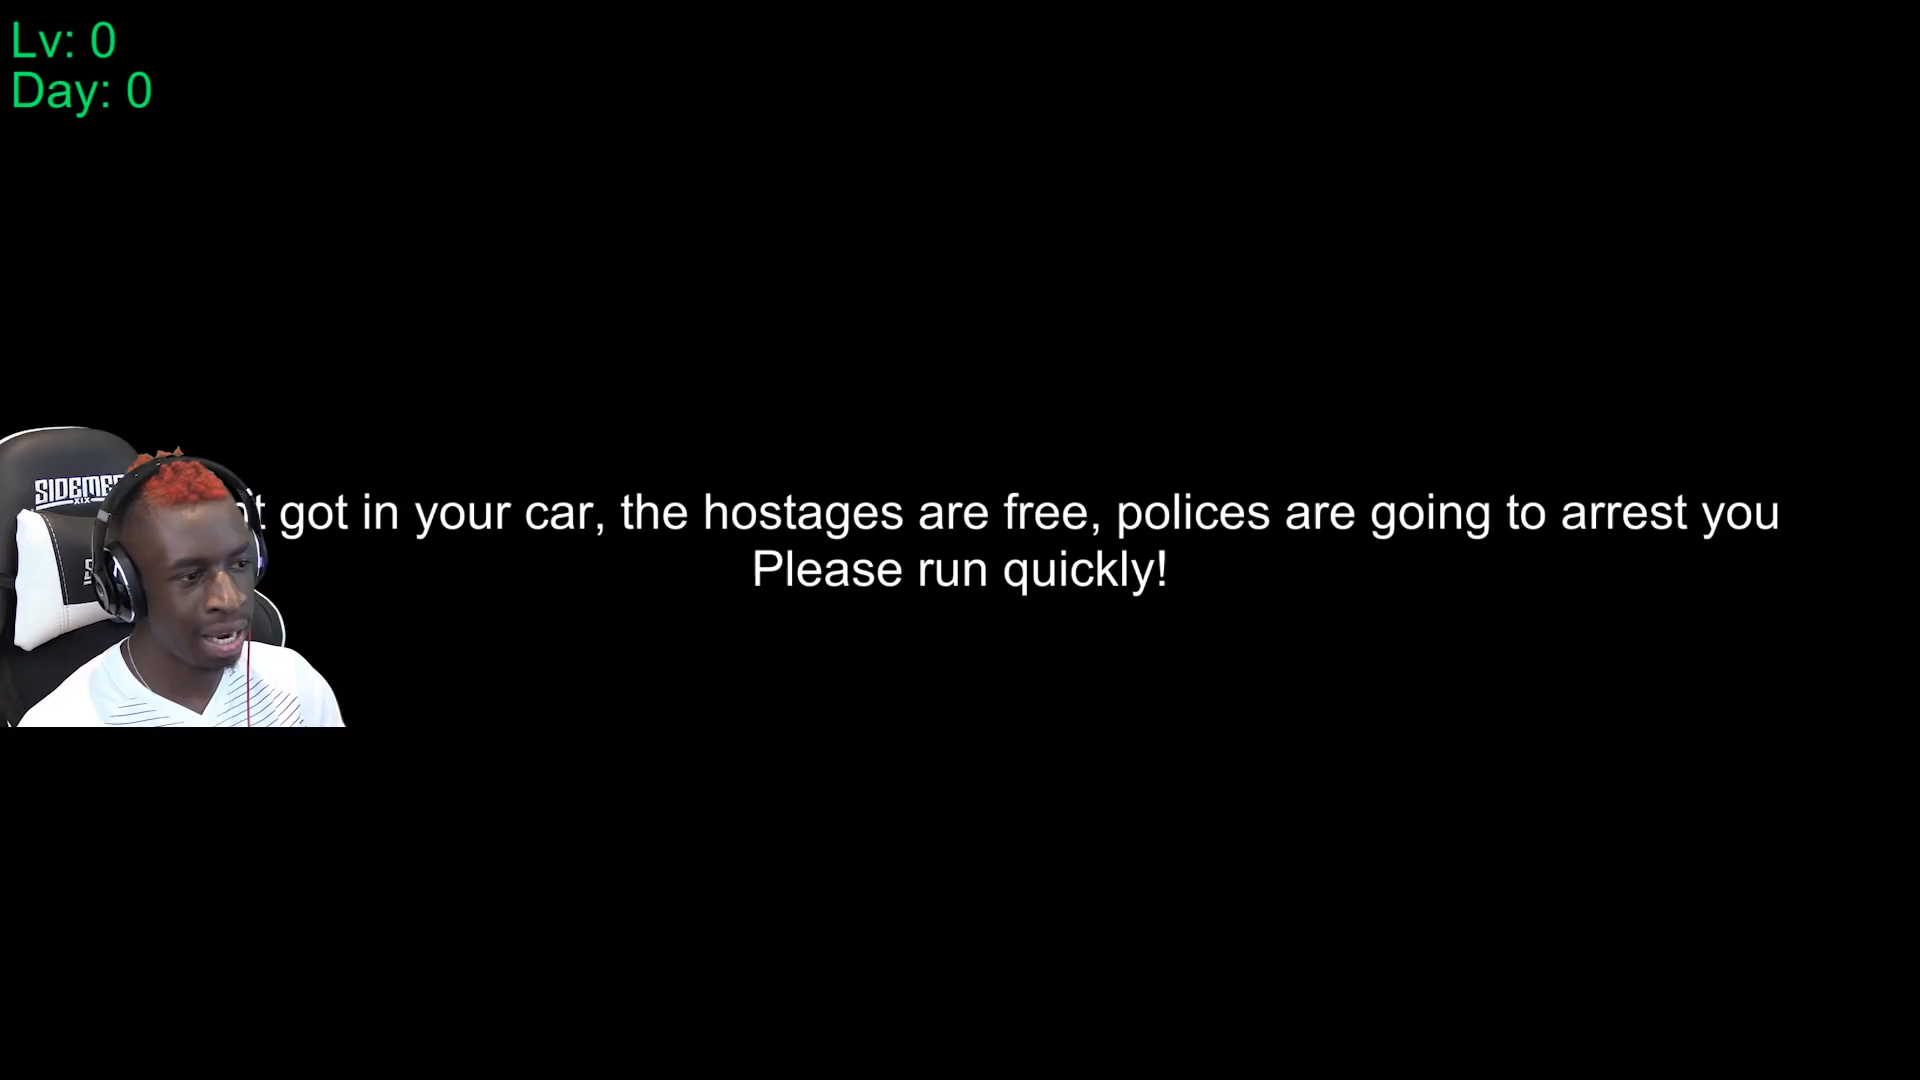 Lv: 0
Day: 0
got in your car, the hostages are free, polices are going to arrest you
Please run quickly!
XIX